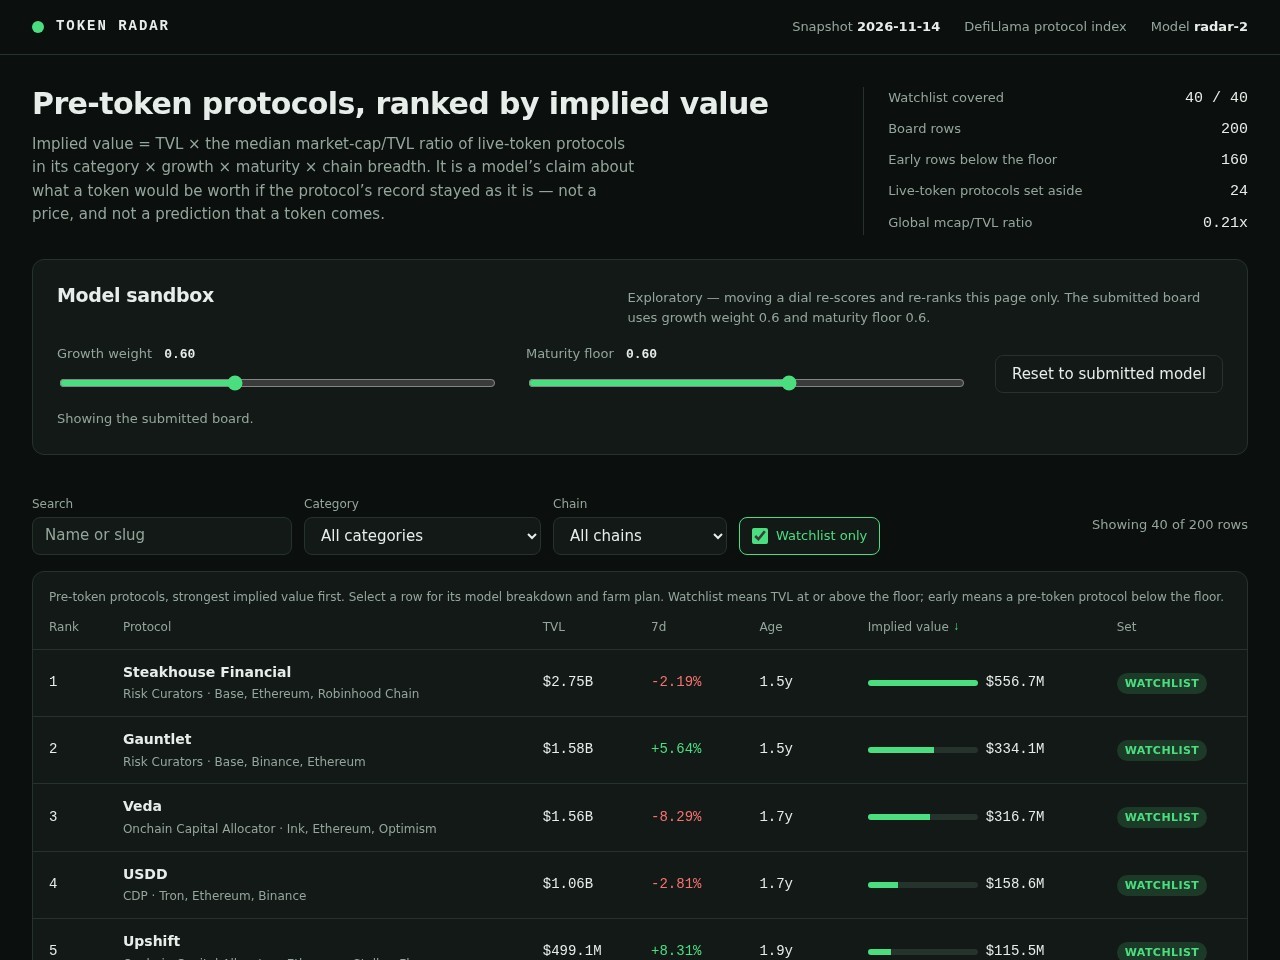 TOKEN RADAR
Snapshot 2026-11-14 DefiLlama protocol index Model radar-2
Pre-token protocols, ranked by implied value
Implied value = TVL × the median market-cap/TVL ratio of live-token protocols
in its category × growth × maturity × chain breadth. It is a model’s claim about
what a token would be worth if the protocol’s record stayed as it is — not a
price, and not a prediction that a token comes.
Watchlist covered 40 / 40
Board rows 200
Early rows below the floor 160
Live-token protocols set aside 24
Global mcap/TVL ratio 0.21x
Model sandbox
Exploratory — moving a dial re-scores and re-ranks this page only. The submitted board
uses growth weight 0.6 and maturity floor 0.6.
Growth weight 0.60
Maturity floor 0.60
Reset to submitted model
Showing the submitted board.
Search Category Chain
Name or slug All categories All chains Watchlist only
Showing 40 of 200 rows
Pre-token protocols, strongest implied value first. Select a row for its model breakdown and farm plan. Watchlist means TVL at or above the floor; early means a pre-token protocol below the floor.
Rank Protocol TVL 7d Age Implied value ↓ Set
1 Steakhouse Financial $2.75B -2.19% 1.5y $556.7M WATCHLIST
Risk Curators · Base, Ethereum, Robinhood Chain
2 Gauntlet $1.58B +5.64% 1.5y $334.1M WATCHLIST
Risk Curators · Base, Binance, Ethereum
3 Veda $1.56B -8.29% 1.7y $316.7M WATCHLIST
Onchain Capital Allocator · Ink, Ethereum, Optimism
4 USDD $1.06B -2.81% 1.7y $158.6M WATCHLIST
CDP · Tron, Ethereum, Binance
5 Upshift $499.1M +8.31% 1.9y $115.5M WATCHLIST